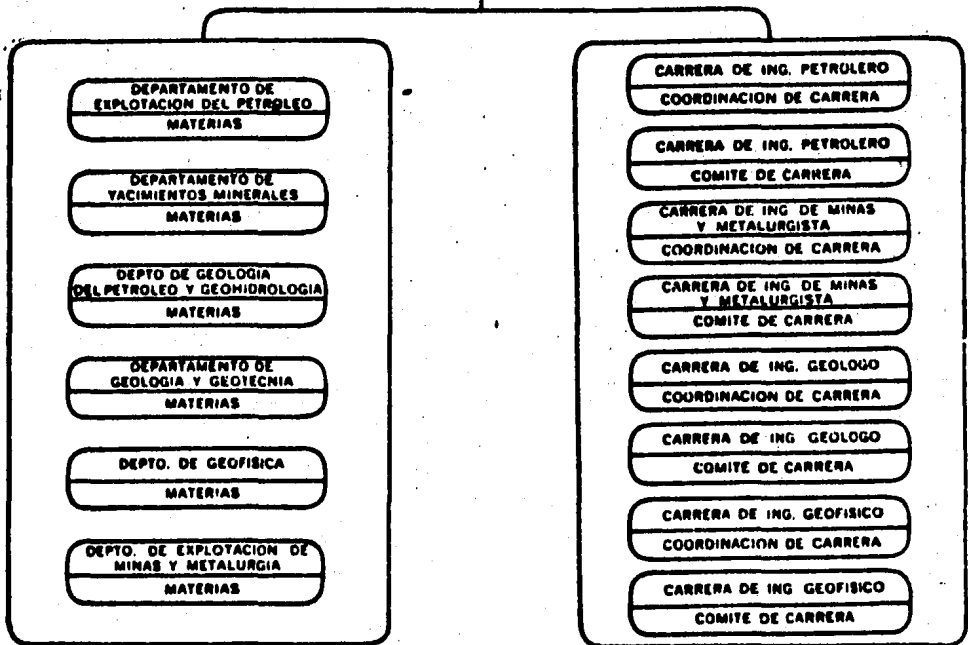 DEPARTAMENTO DE
EXPLOTACION DEL PETROLEO
MATERIAS
DEPARTAMENTO DE
YACIMIENTOS MINERALES
MATERIAS
DEPTO DE GEOLOGIA
DEL PETROLEO Y GEOHIDROLOGIA
MATERIAS
DEPARTAMENTO DE
GEOLOGIA Y GEOTECNIA
MATERIAS
DEPTO. DE GEOFISICA
MATERIAS
DEPTO. DE EXPLOTACION DE
MINAS Y METALURGIA
MATERIAS
CARRERA DE ING. PETROLERO
COORDINACION DE CARRERA
CARRERA DE ING. PETROLERO
COMITE DE CARRERA
CARRERA DE ING DE MINAS
Y METALURGISTA
COORDINACION DE CARRERA
CARRERA DE ING DE MINAS
Y METALURGISTA
COMITE DE CARRERA
CARRERA DE ING. GEOLOGO
COORDINACION DE CARRERA
CARRERA DE ING GEOLOGO
COMITE DE CARRERA
CARRERA DE ING. GEOFISICO
COORDINACION DE CARRERA
CARRERA DE ING GEOFISICO
COMITE DE CARRERA